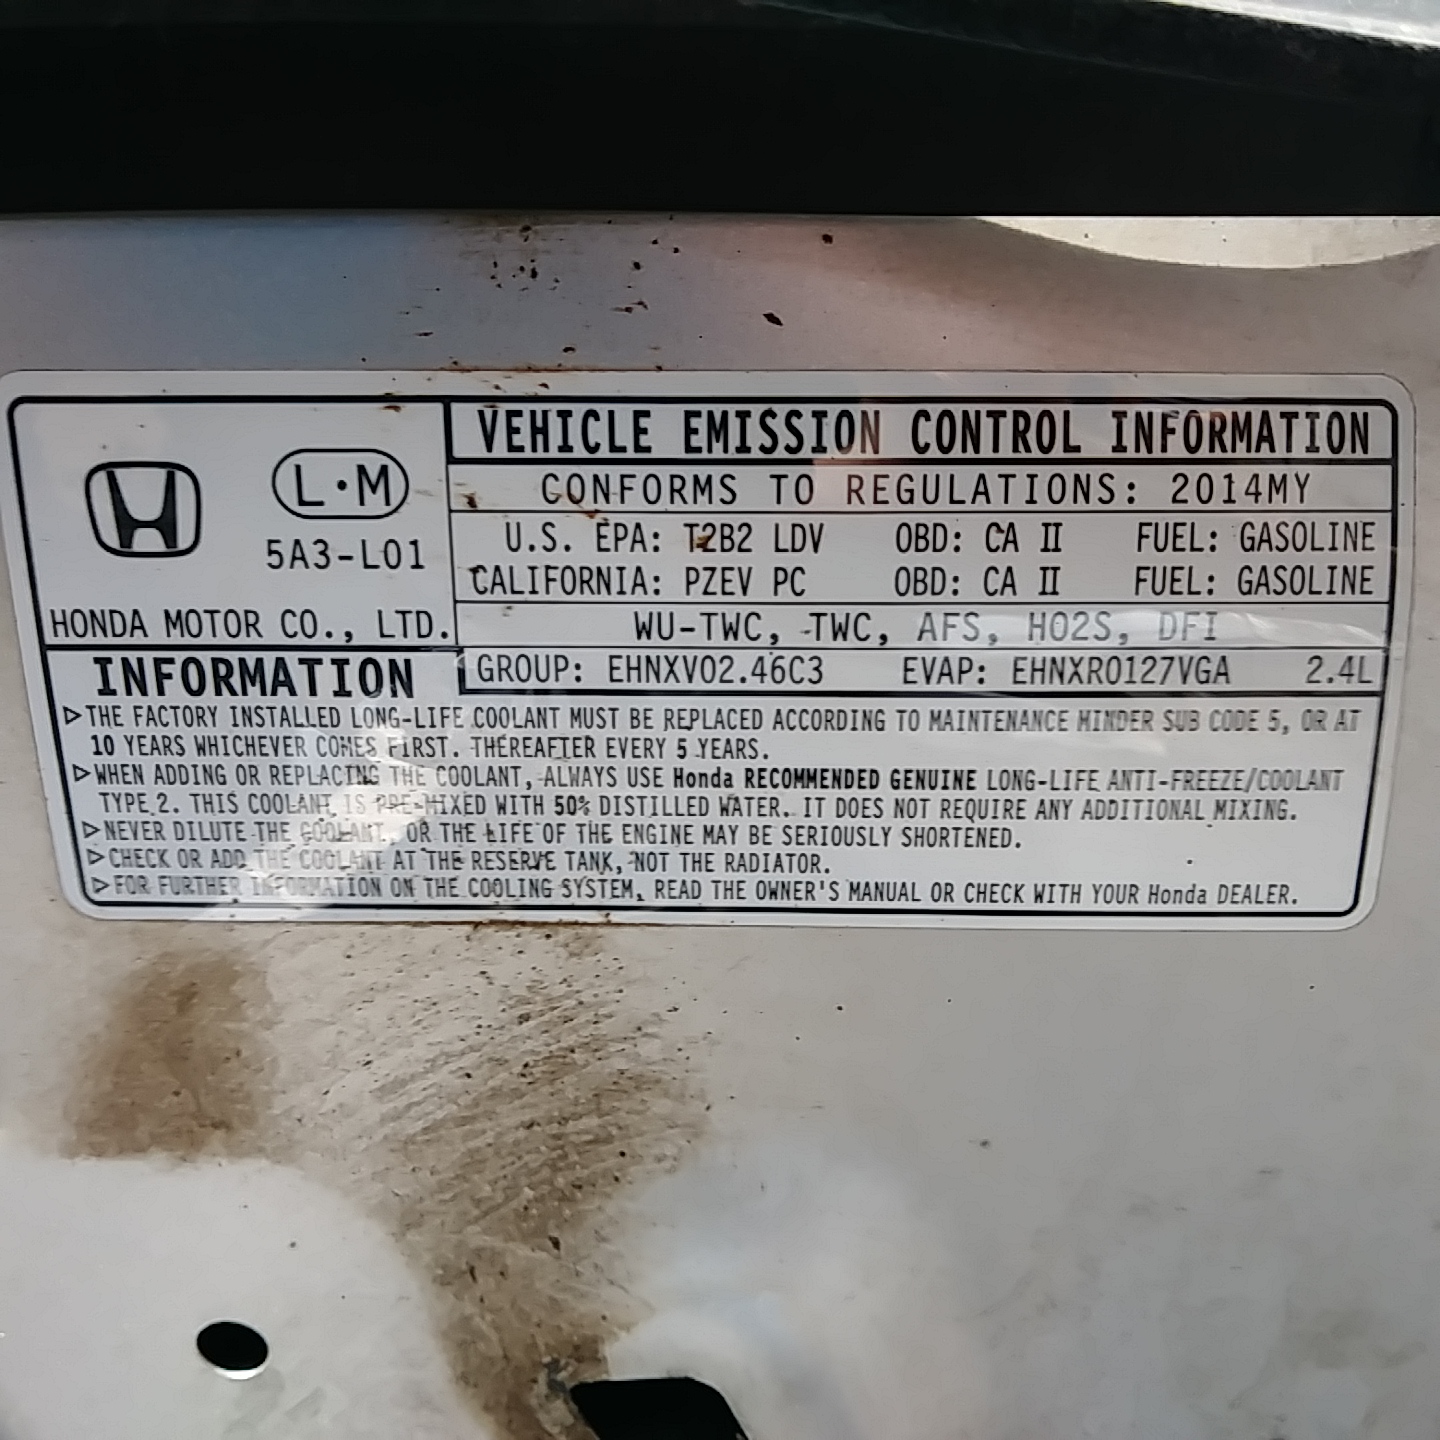 VEHICLE EMISSION CONTROL INFORMATION
L·M
CONFORMS TO REGULATIONS: 2014MY
5A3-L01
U.S. EPA: T2B2 LDV OBD: CA II FUEL: GASOLINE
CALIFORNIA: PZEV PC OBD: CA II FUEL: GASOLINE
HONDA MOTOR CO., LTD.
WU-TWC, TWC, AFS, HO2S, DFI
GROUP: EHNXV02.46C3 EVAP: EHNXR0127VGA 2.4L
INFORMATION
▷THE FACTORY INSTALLED LONG-LIFE COOLANT MUST BE REPLACED ACCORDING TO MAINTENANCE MINDER SUB CODE 5, OR AT
10 YEARS WHICHEVER COMES FIRST. THEREAFTER EVERY 5 YEARS.
▷WHEN ADDING OR REPLACING THE COOLANT, ALWAYS USE Honda RECOMMENDED GENUINE LONG-LIFE ANTI-FREEZE/COOLANT
TYPE 2. THIS COOLANT IS PRE-MIXED WITH 50% DISTILLED WATER. IT DOES NOT REQUIRE ANY ADDITIONAL MIXING.
▷NEVER DILUTE THE COOLANT, OR THE LIFE OF THE ENGINE MAY BE SERIOUSLY SHORTENED.
▷CHECK OR ADD THE COOLANT AT THE RESERVE TANK, NOT THE RADIATOR.
▷FOR FURTHER INFORMATION ON THE COOLING SYSTEM, READ THE OWNER'S MANUAL OR CHECK WITH YOUR Honda DEALER.